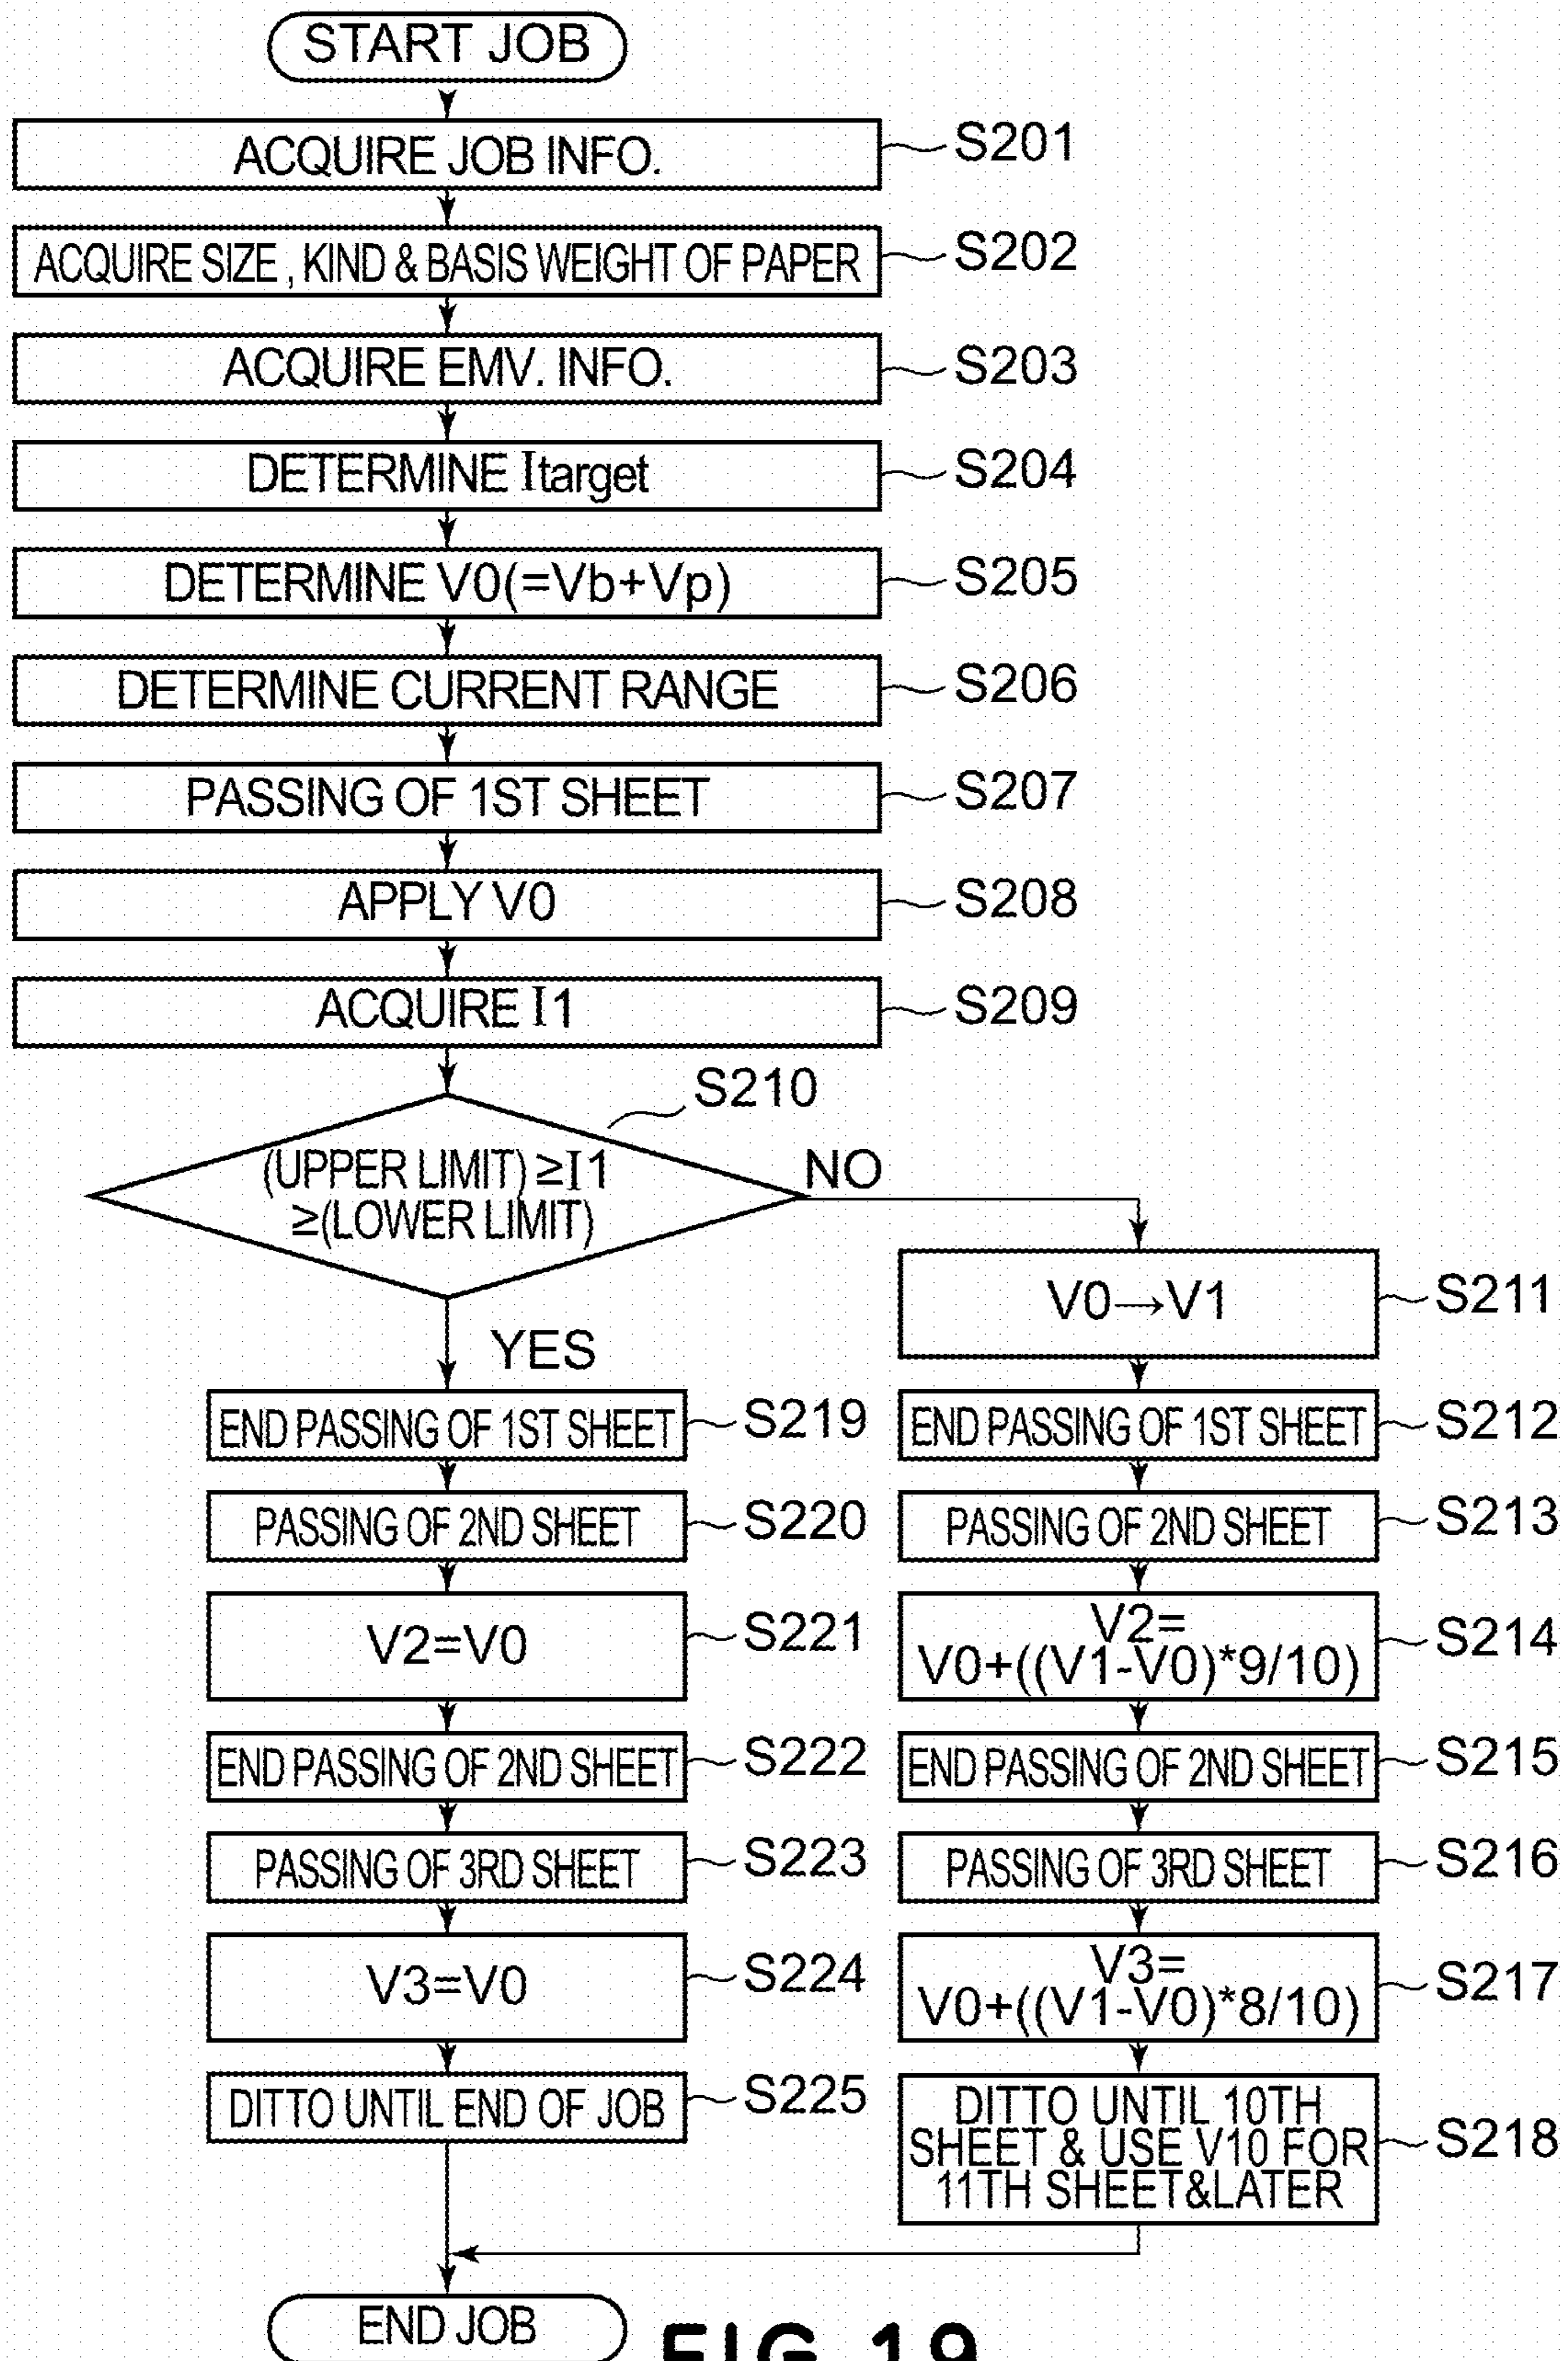 START JOB
ACQUIRE JOB INFO.
S201
ACQUIRE SIZE , KIND & BASIS WEIGHT OF PAPER
S202
ACQUIRE EMV. INFO.
S203
DETERMINE Itarget
S204
DETERMINE V0(=Vb+Vp)
S205
DETERMINE CURRENT RANGE
S206
PASSING OF 1ST SHEET
S207
APPLY V0
S208
ACQUIRE I1
S209
S210
(UPPER LIMIT) ≥I1
≥(LOWER LIMIT)
NO
YES
V0→V1
S211
END PASSING OF 1ST SHEET
S212
PASSING OF 2ND SHEET
S213
V2=
V0+((V1-V0)*9/10)
S214
END PASSING OF 2ND SHEET
S215
PASSING OF 3RD SHEET
S216
V3=
V0+((V1-V0)*8/10)
S217
DITTO UNTIL 10TH
SHEET & USE V10 FOR
11TH SHEET&LATER
S218
END PASSING OF 1ST SHEET
S219
PASSING OF 2ND SHEET
S220
V2=V0
S221
END PASSING OF 2ND SHEET
S222
PASSING OF 3RD SHEET
S223
V3=V0
S224
DITTO UNTIL END OF JOB
S225
END JOB
FIG.19